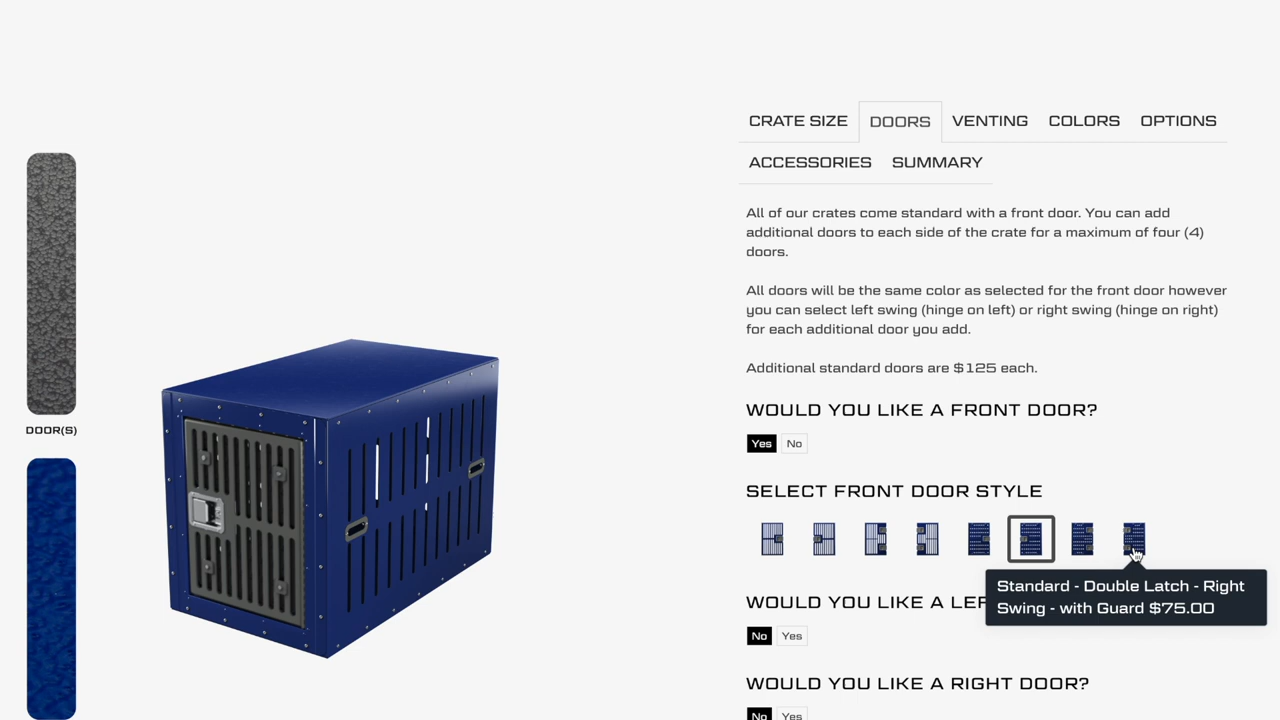 CRATE SIZE
DOORS
VENTING
COLORS
OPTIONS
ACCESSORIES
SUMMARY
DOOR(S)
All of our crates come standard with a front door. You can add
additional doors to each side of the crate for a maximum of four (4)
doors.
All doors will be the same color as selected for the front door however
you can select left swing (hinge on left) or right swing (hinge on right)
for each additional door you add.
Additional standard doors are $125 each.
WOULD YOU LIKE A FRONT DOOR?
Yes No
SELECT FRONT DOOR STYLE
Standard - Double Latch - Right
Swing - with Guard $75.00
WOULD YOU LIKE A
No Yes
WOULD YOU LIKE A RIGHT DOOR?
No Yes